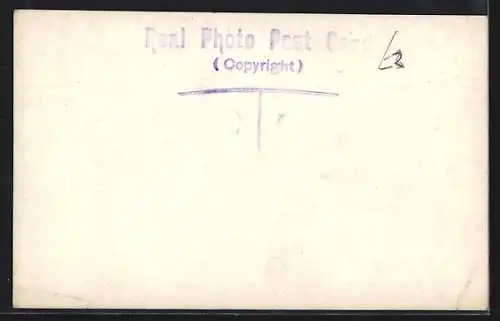 Real Photo Post Card
( Copyright )